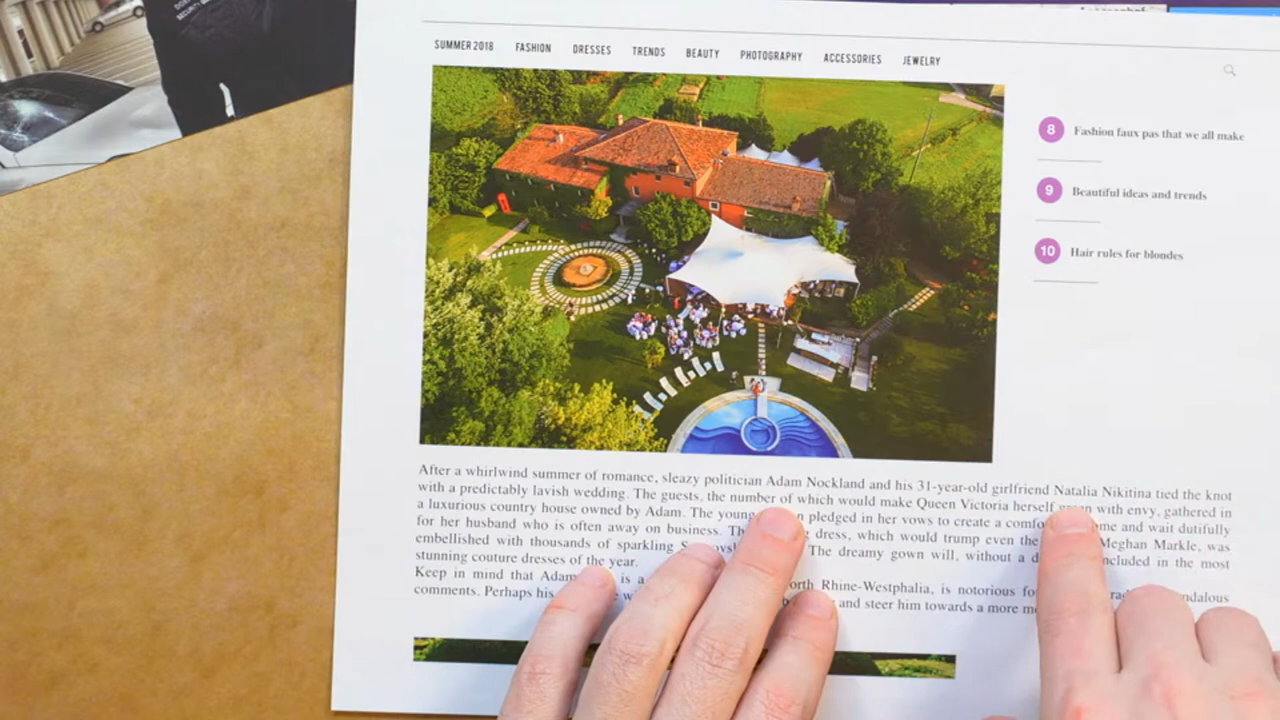 SUMMER 2018 FASHION DRESSES TRENDS BEAUTY PHOTOGRAPHY ACCESSORIES JEWELRY
8 Fashion faux pas that we all make
9 Beautiful ideas and trends
10 Hair rules for blondes
After a whirlwind summer of romance, sleazy politician Adam Nockland and his 31-year-old girlfriend Natalia Nikitina tied the knot
with a predictably lavish wedding. The guests, the number of which would make Queen Victoria herself green with envy, gathered in
a luxurious country house owned by Adam. The young pledged in her vows to create a and wait dutifully
for her husband who is often away on business. dress, which would trump even the Meghan Markle, was
embellished with thousands of sparkling The dreamy gown will, without a included in the most
stunning couture dresses of the year.
Keep in mind that Adam is a Rhine-Westphalia, is notorious
comments. Perhaps his and steer him towards a more